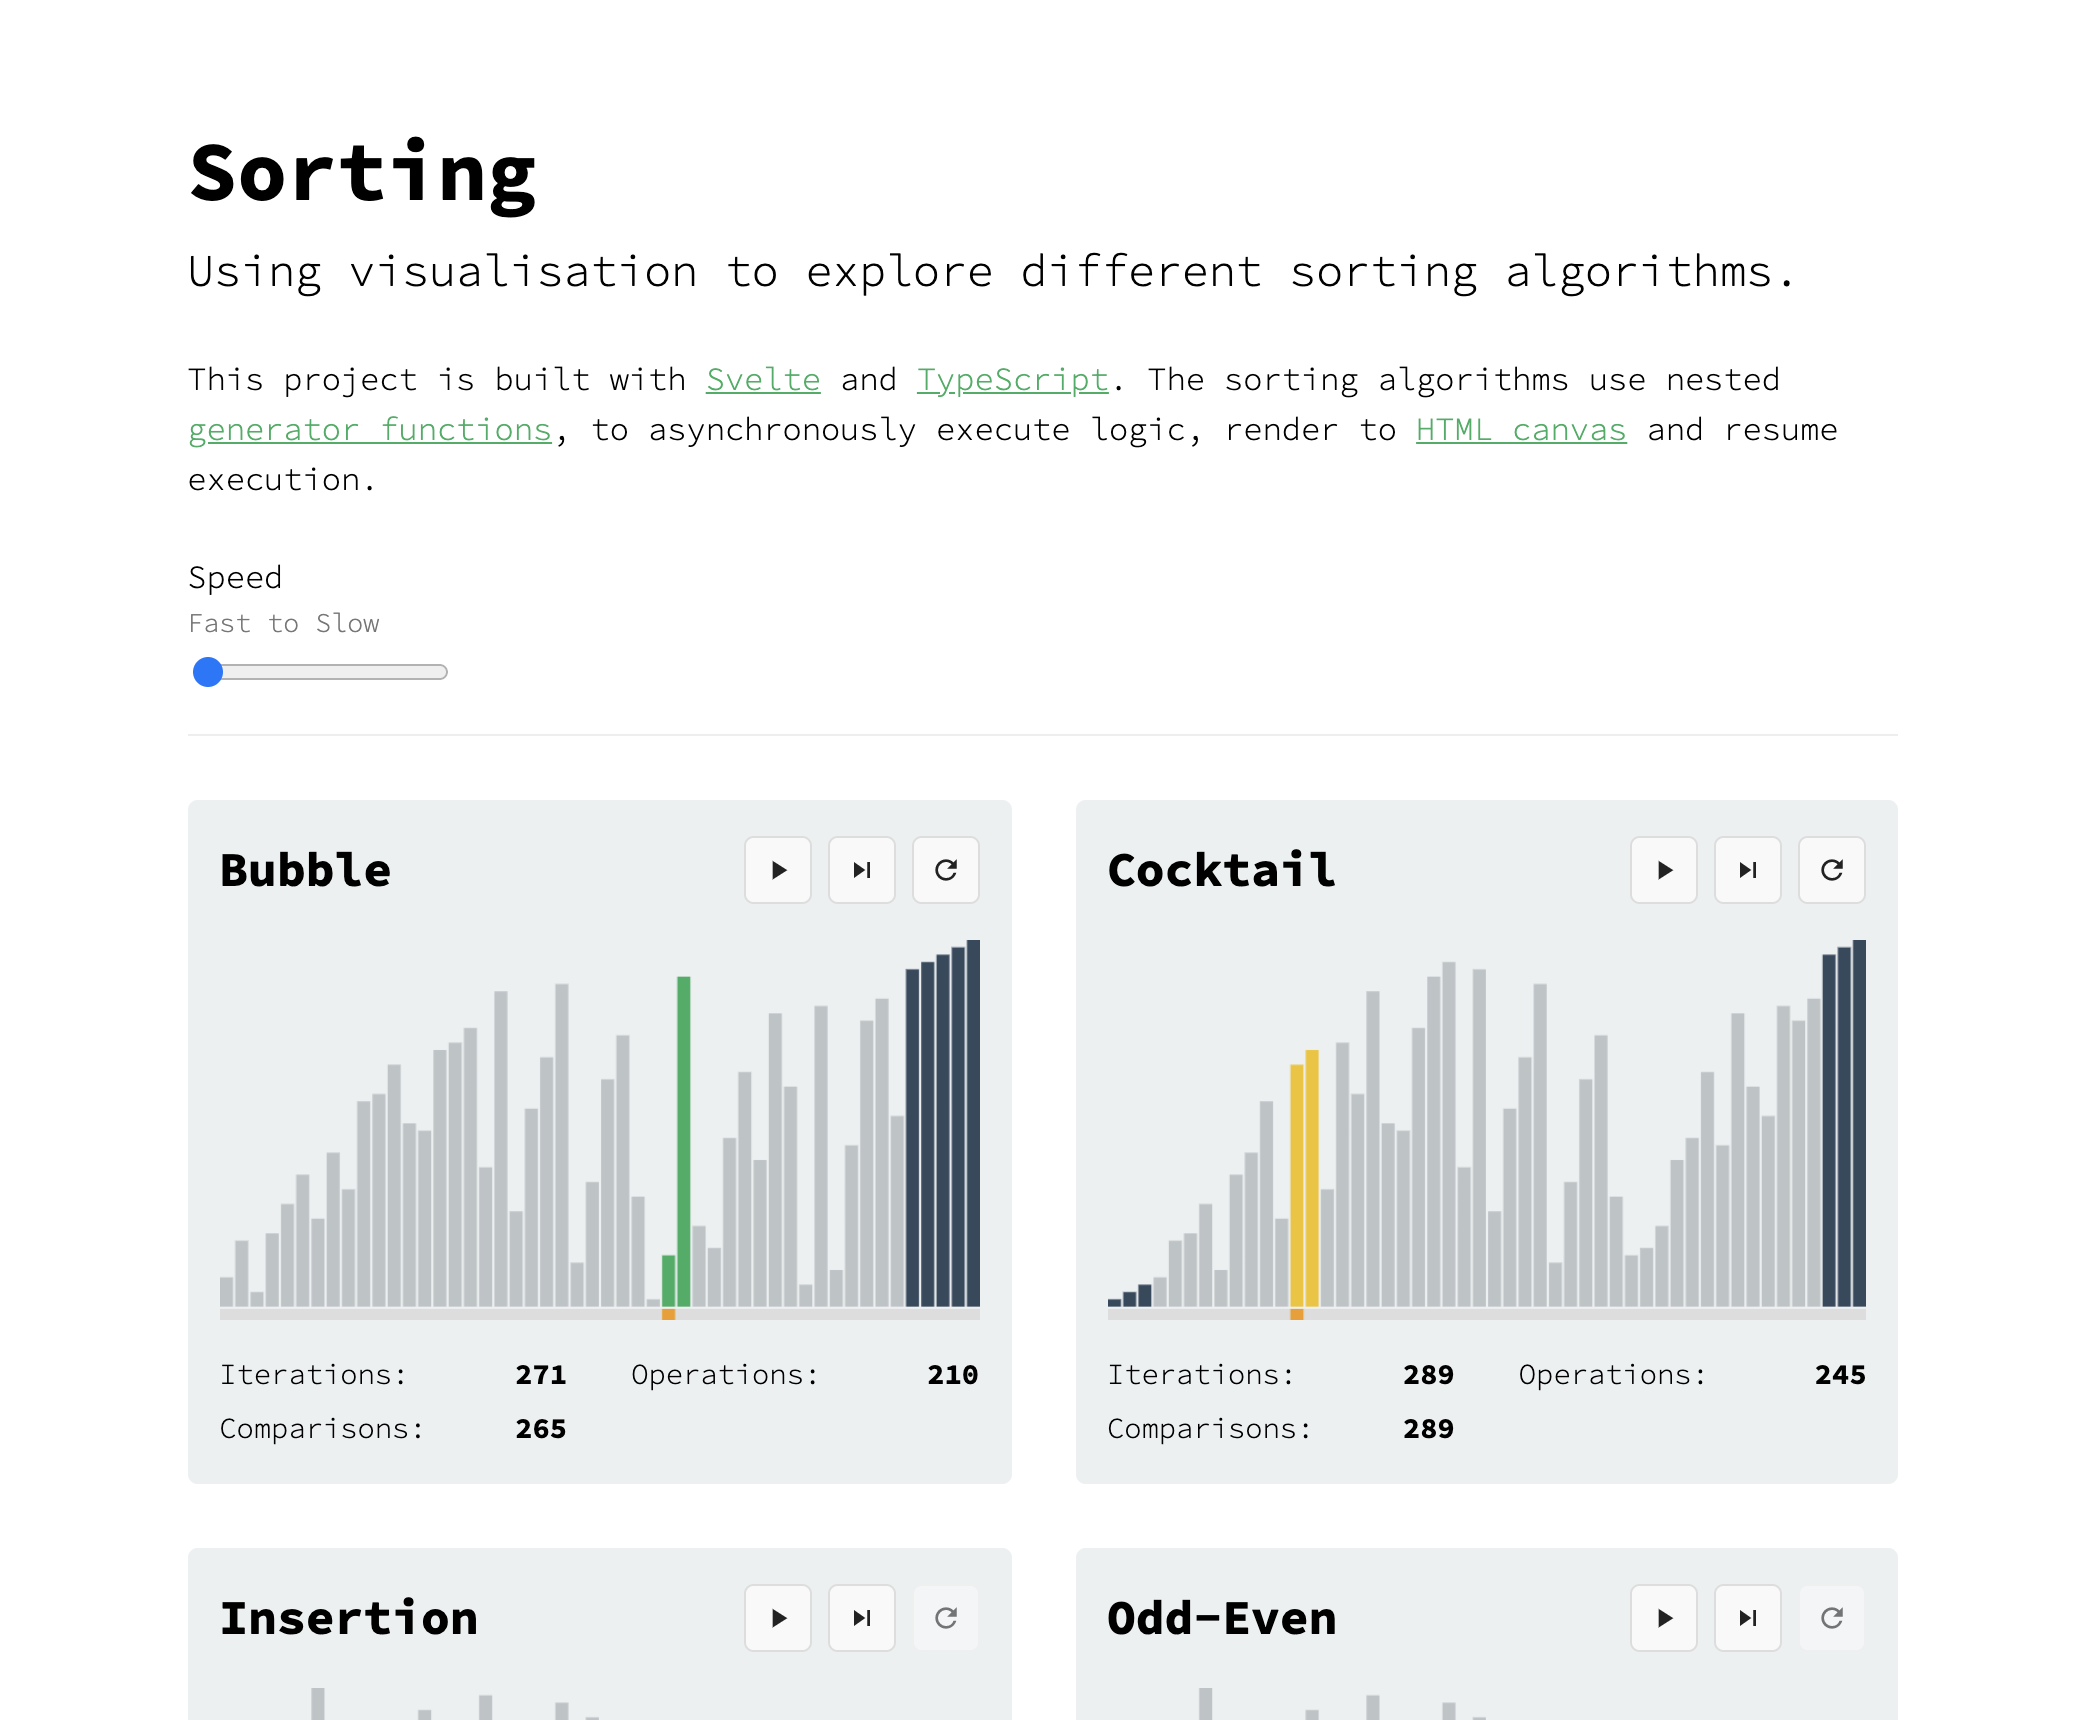 Sorting
Using visualisation to explore different sorting algorithms.
This project is built with Svelte and TypeScript. The sorting algorithms use nested
generator functions, to asynchronously execute logic, render to HTML canvas and resume
execution.
Speed
Fast to Slow
Bubble
Iterations: 271 Operations: 210
Comparisons: 265
Cocktail
Iterations: 289 Operations: 245
Comparisons: 289
Insertion
Odd-Even